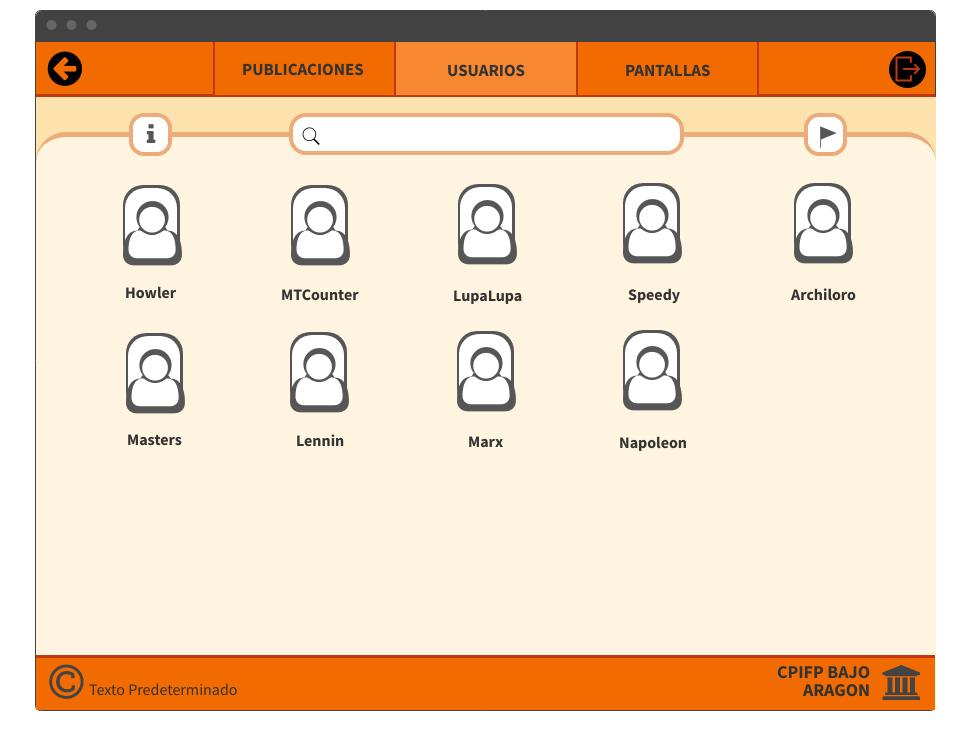 PUBLICACIONES
USUARIOS
PANTALLAS
Howler
MTCounter
LupaLupa
Speedy
Archiloro
Masters
Lennin
Marx
Napoleon
© Texto Predeterminado
CPIFP BAJO
ARAGON